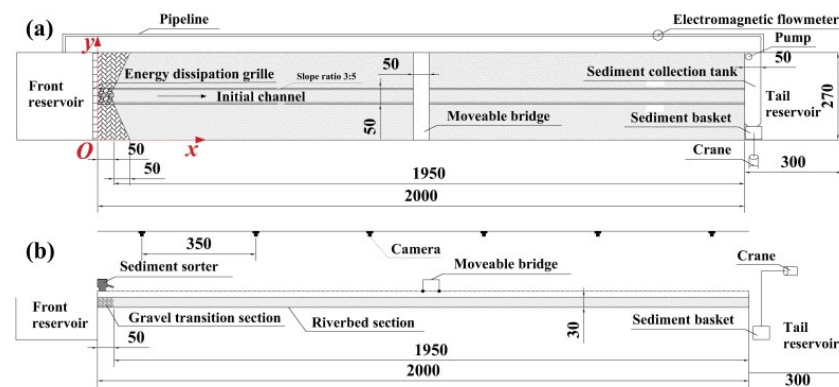 Pipeline
Electromagnetic flowmeter
(a)
y
Pump
Energy dissipation grille
50
Slope ratio 3:5
Sediment collection tank
50
Front
reservoir
Initial channel
Tail
reservoir
270
50
Moveable bridge
Sediment basket
O
x
50
50
Crane
1950
300
2000
(b)
350
Camera
Sediment sorter
Moveable bridge
Crane
Front
reservoir
Gravel transition section
Riverbed section
30
Sediment basket
Tail
reservoir
50
1950
2000
300